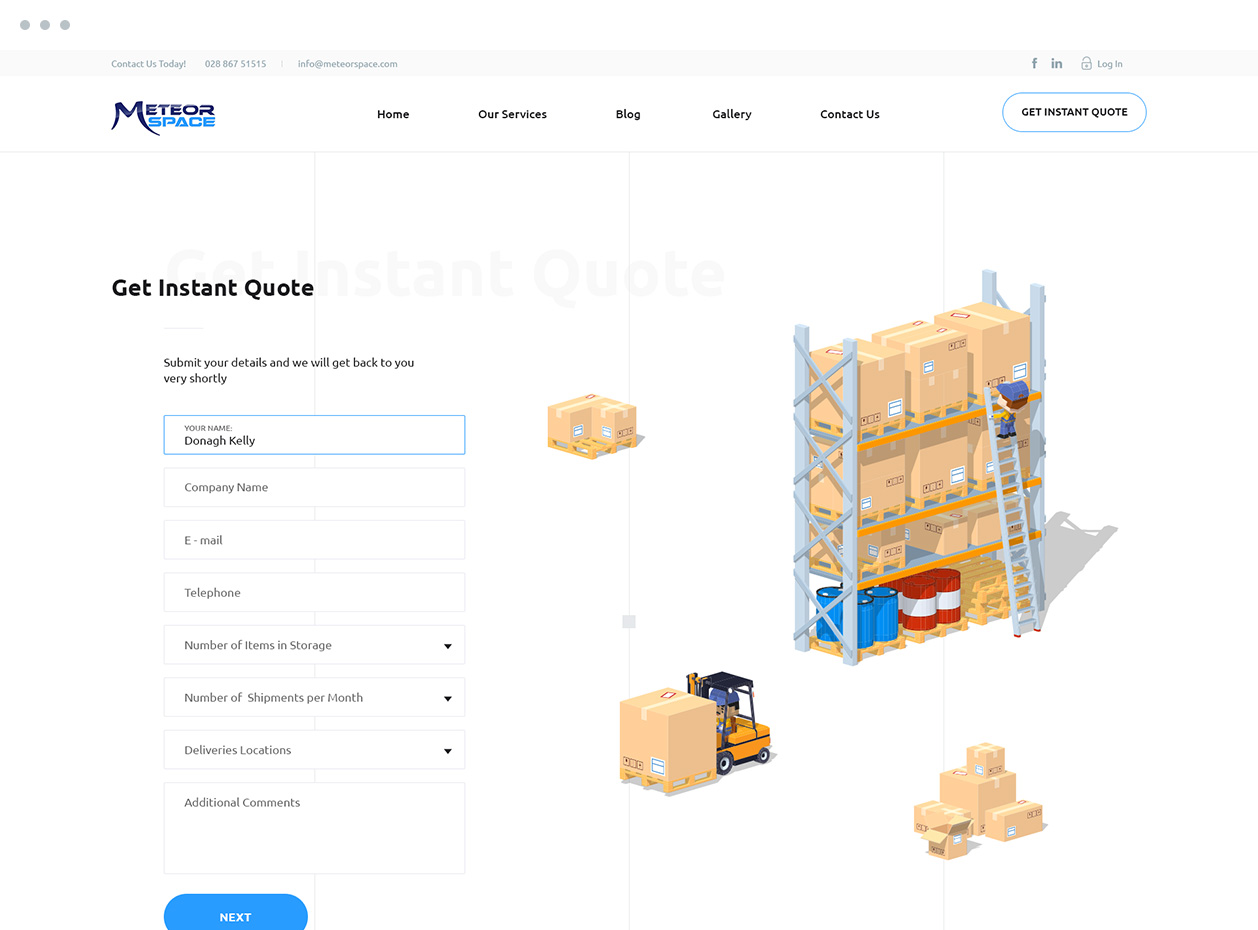 Contact Us Today! 028 867 51515 info@meteorspace.com Log In
METEOR
SPACE
Home Our Services Blog Gallery Contact Us GET INSTANT QUOTE
Get Instant Quote
Get Instant Quote
Submit your details and we will get back to you
very shortly
YOUR NAME:
Donagh Kelly
Company Name
E - mail
Telephone
Number of Items in Storage
Number of Shipments per Month
Deliveries Locations
Additional Comments
NEXT